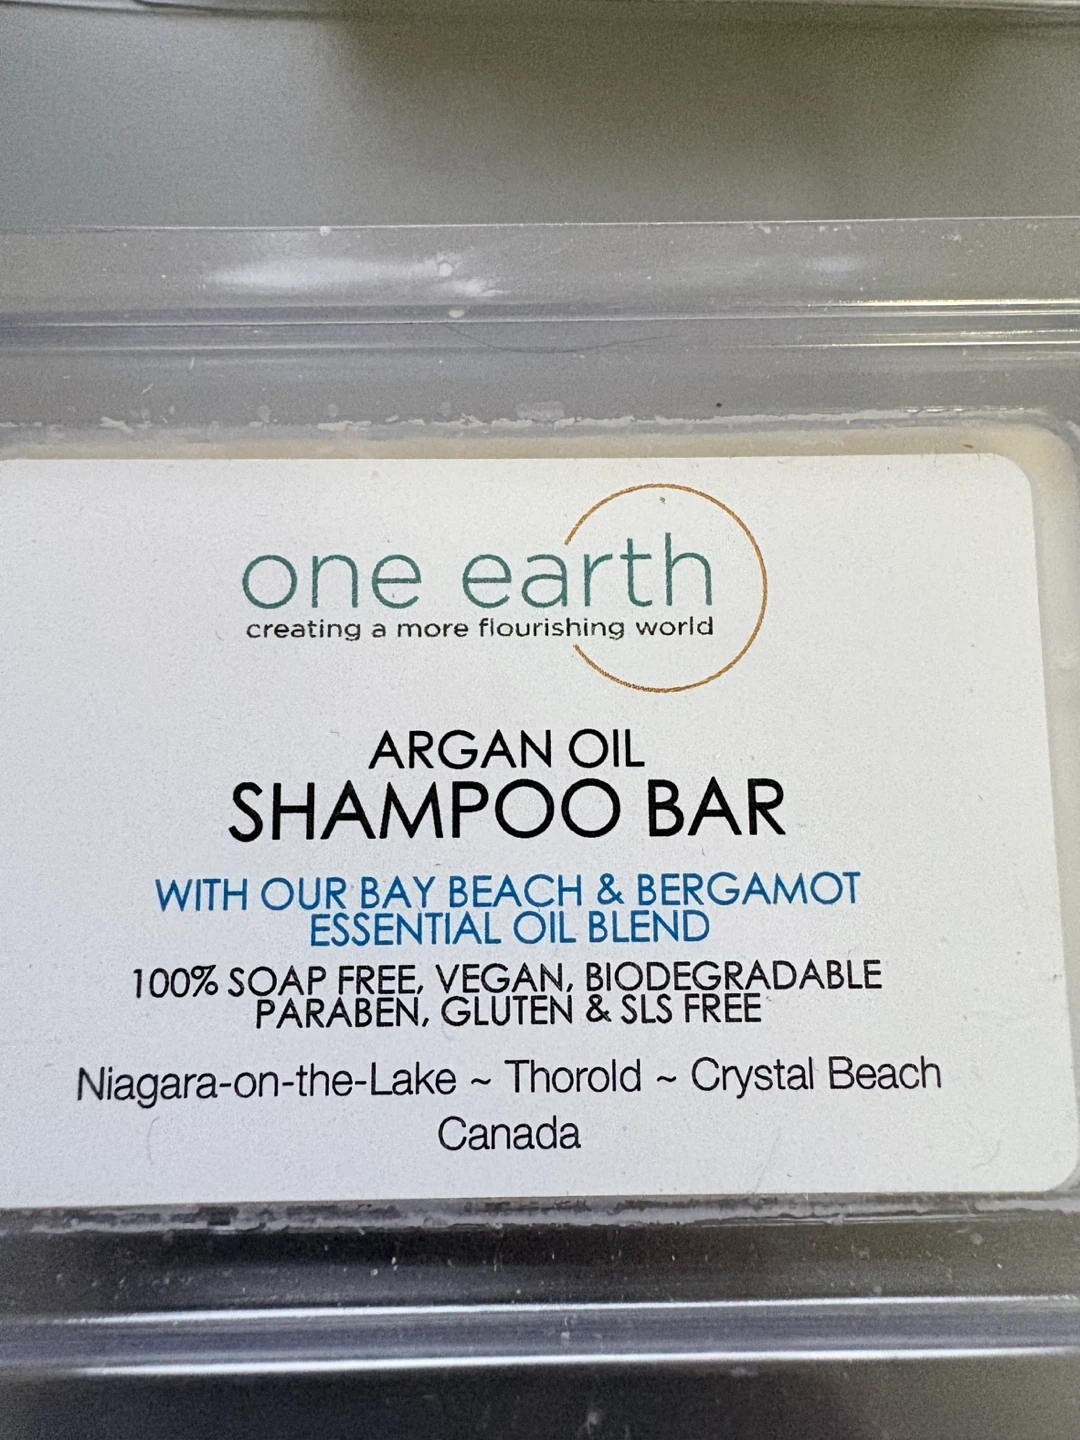 one earth
creating a more flourishing world
ARGAN OIL
SHAMPOO BAR
WITH OUR BAY BEACH & BERGAMOT
ESSENTIAL OIL BLEND
100% SOAP FREE, VEGAN, BIODEGRADABLE
PARABEN, GLUTEN & SLS FREE
Niagara-on-the-Lake ~ Thorold ~ Crystal Beach
Canada